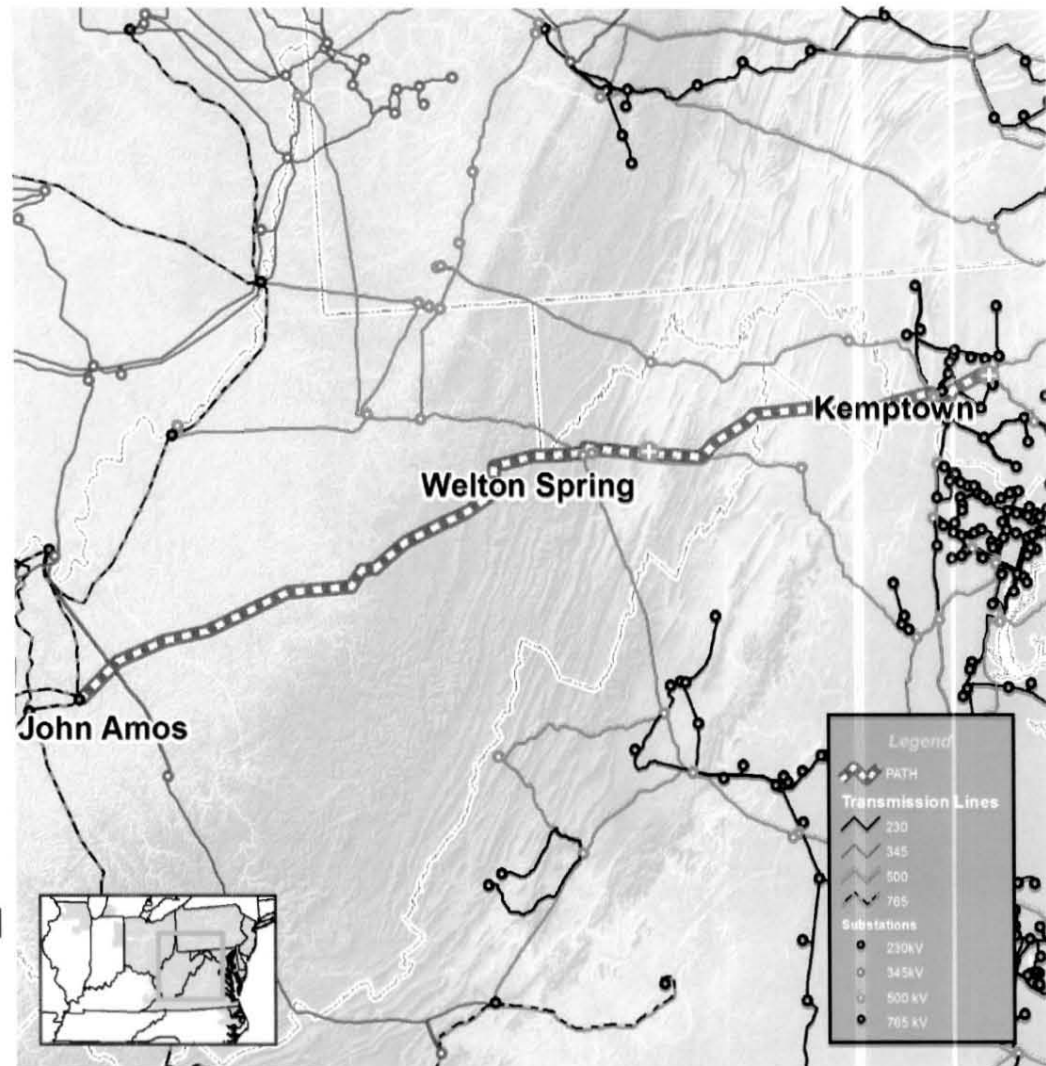 Kemptown
Welton Spring
John Amos
Legend
PATH
Transmission Lines
230
345
500
765
Substations
230kV
345kV
500 kV
765 kV